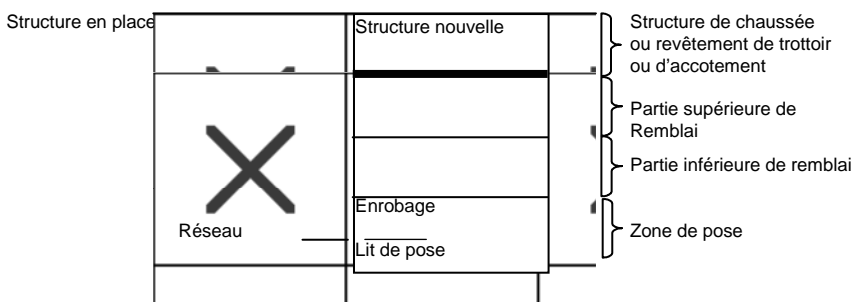 Structure en place
Structure nouvelle
Structure de chaussée
ou revêtement de trottoir
ou d'accotement
Partie supérieure de
Remblai
Partie inférieure de remblai
Enrobage
Réseau
Zone de pose
Lit de pose